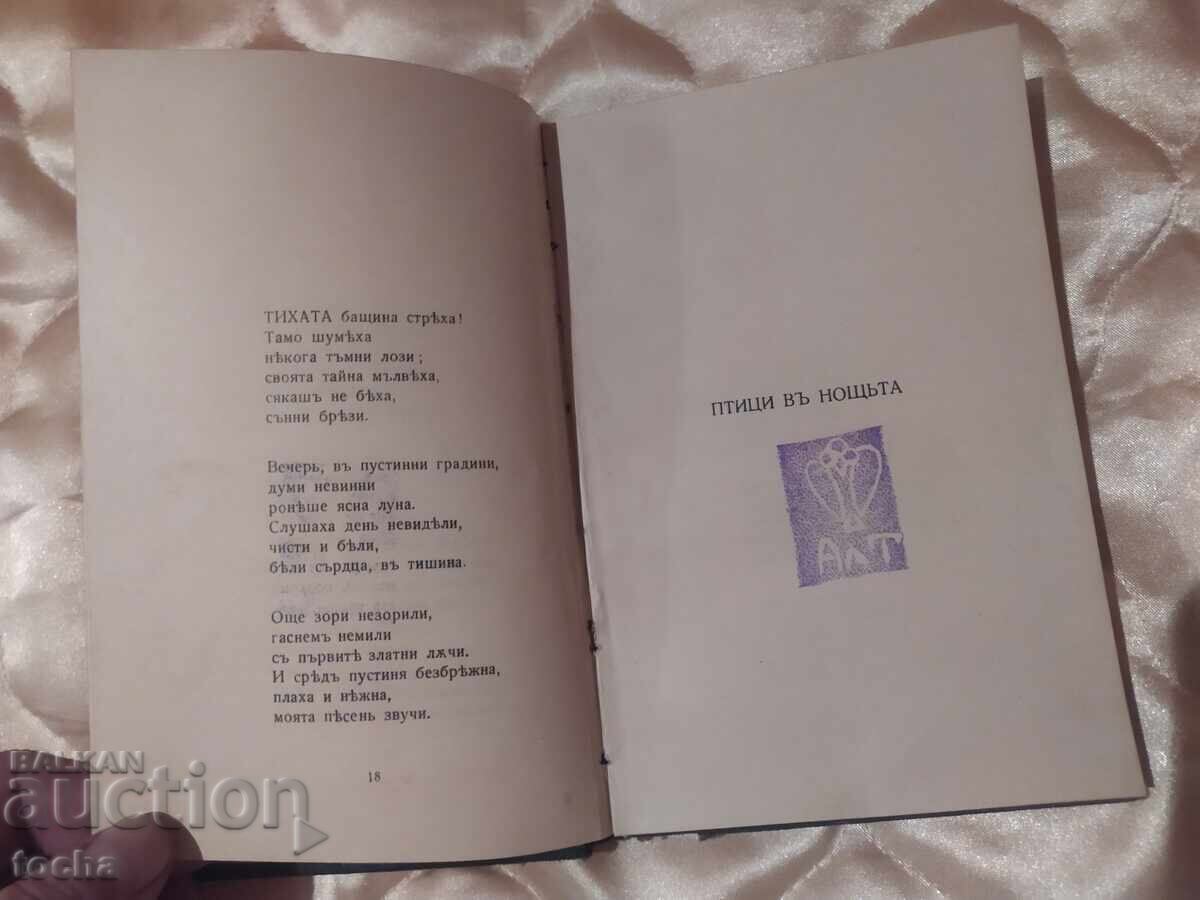 ТИХАТА бащина стрѣха!
Тамо шумѣха
нѣкога тъмни лози;
своята тайна мълвѣха,
сякашъ не бѣха,
сънни брѣзи.
Вечерь, въ пустинни градини,
думи невинни
ронѣше ясна луна.
Слушаха день невидѣли,
чисти и бѣли,
бѣли сърдца, въ тишина.
Още зори незорили,
гаснемъ немили
съ първитѣ златни лѫчи.
И срѣдъ пустиня безбрѣжна,
плаха и нѣжна,
моята пѣсень звучи.
18
ПТИЦИ ВЪ НОЩЬТА
АлТ
BALKAN
auction
tocha